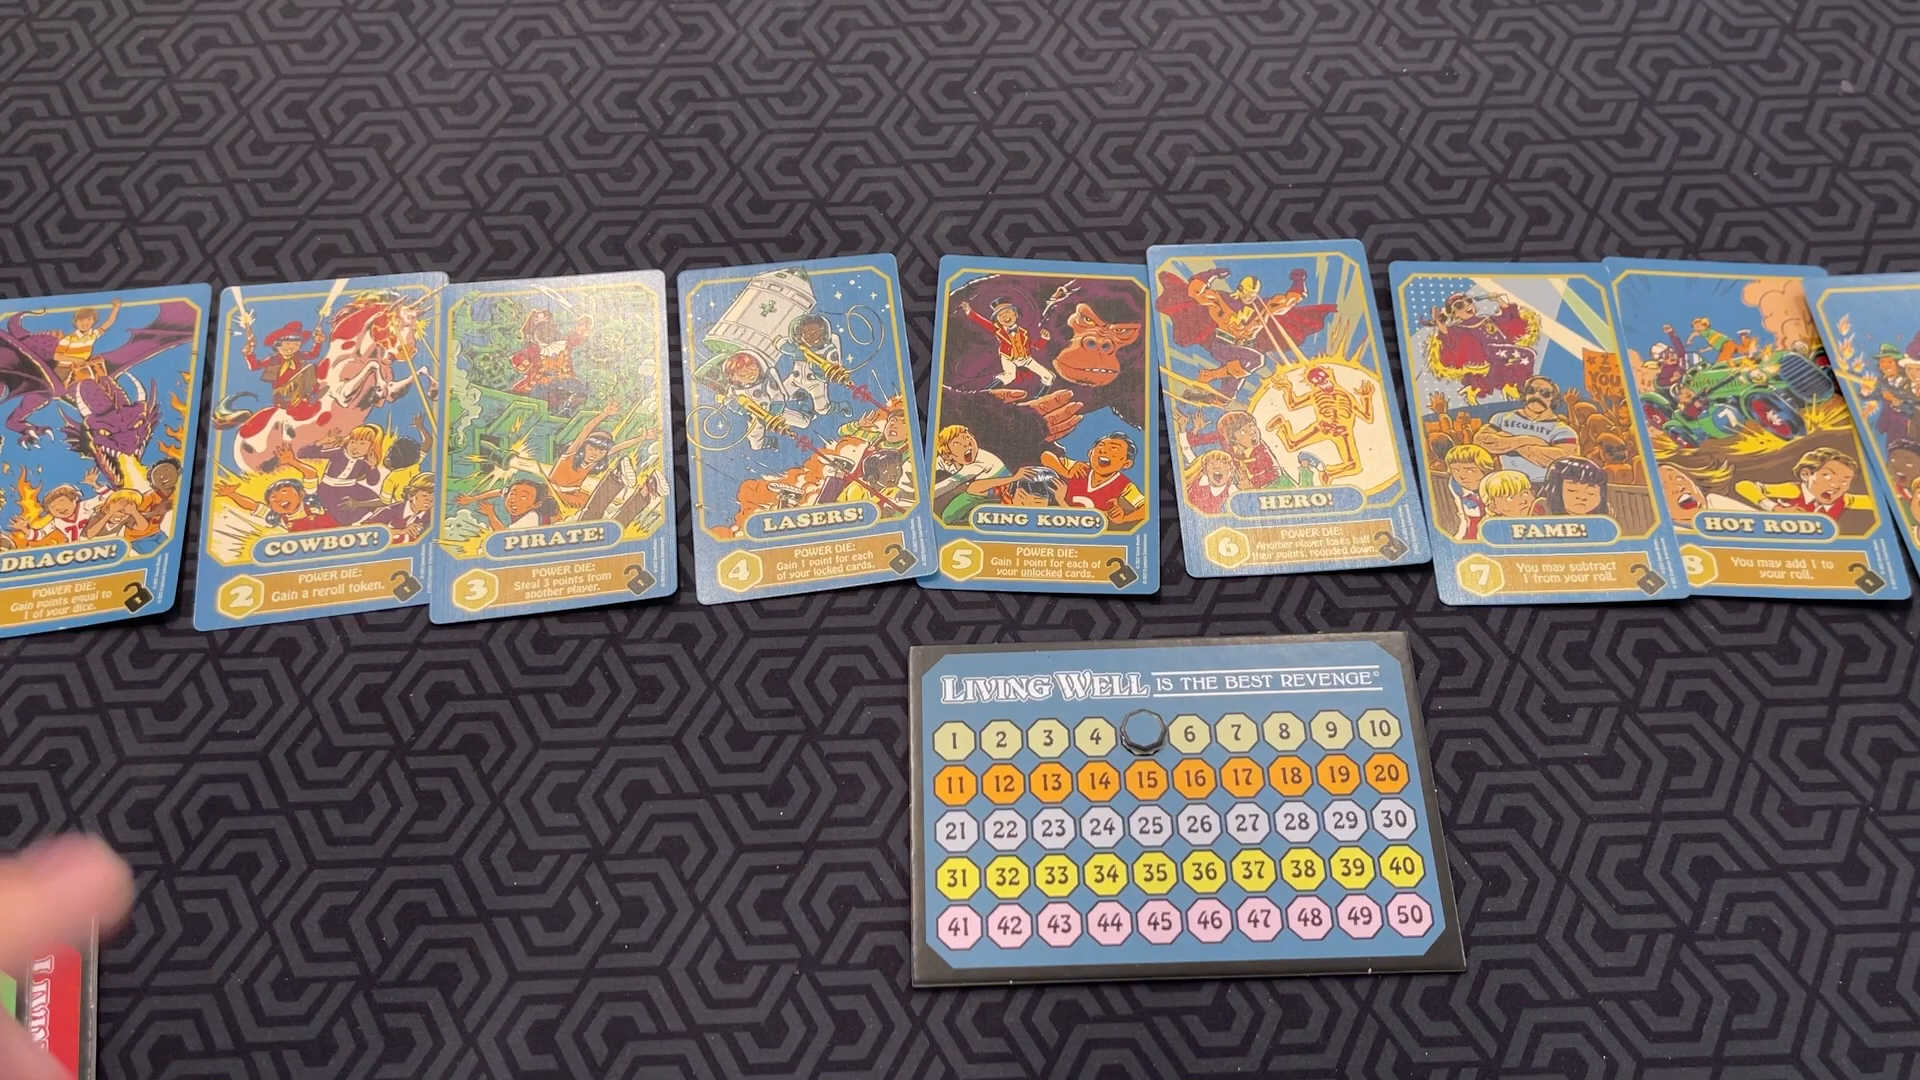 DRAGON!
POWER DIE:
Gain points equal to
1 of your dice.
COWBOY!
2
POWER DIE:
Gain a reroll token.
PIRATE!
3
POWER DIE:
Steal 3 points from
another player.
LASERS!
4
POWER DIE:
Gain 1 point for each
of your locked cards.
KING KONG!
5
POWER DIE:
Gain 1 point for each of
your unlocked cards.
HERO!
6
POWER DIE:
Another player loses half
their points, rounded down.
SECURITY
YOU
FAME!
7
You may subtract
1 from your roll.
HOT ROD!
8
You may add 1 to
your roll.
LIVING WELL IS THE BEST REVENGE
1 2 3 4 6 7 8 9 10
11 12 13 14 15 16 17 18 19 20
21 22 23 24 25 26 27 28 29 30
31 32 33 34 35 36 37 38 39 40
41 42 43 44 45 46 47 48 49 50